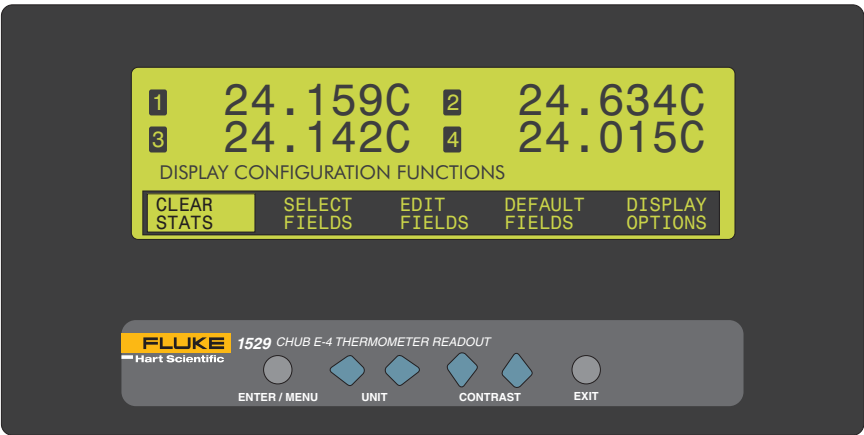 1 24.159C 2 24.634C
3 24.142C 4 24.015C
DISPLAY CONFIGURATION FUNCTIONS
CLEAR STATS SELECT FIELDS EDIT FIELDS DEFAULT FIELDS DISPLAY OPTIONS
FLUKE 1529 CHUB E-4 THERMOMETER READOUT
Hart Scientific
ENTER / MENU UNIT CONTRAST EXIT